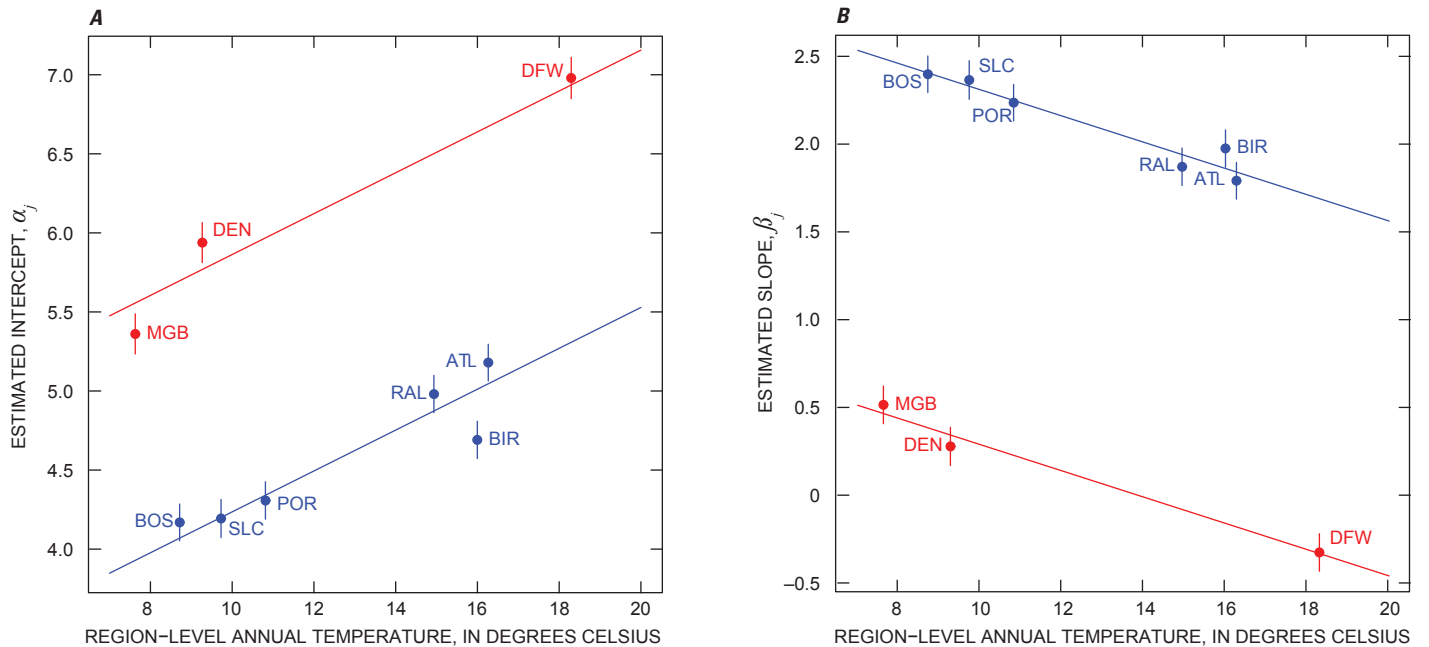 A
ESTIMATED INTERCEPT, αj
7.0
6.5
6.0
5.5
5.0
4.5
4.0
DFW
DEN
MGB
ATL
RAL
BIR
POR
BOS
SLC
8 10 12 14 16 18 20
REGION–LEVEL ANNUAL TEMPERATURE, IN DEGREES CELSIUS
B
ESTIMATED SLOPE, βj
2.5
2.0
1.5
1.0
0.5
0
–0.5
SLC
BOS
POR
BIR
RAL
ATL
MGB
DEN
DFW
8 10 12 14 16 18 20
REGION–LEVEL ANNUAL TEMPERATURE, IN DEGREES CELSIUS